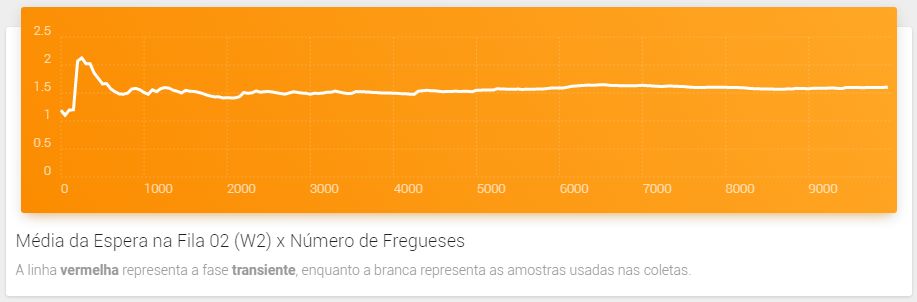 2.5
2
1.5
1
0.5
0
0 1000 2000 3000 4000 5000 6000 7000 8000 9000
Média da Espera na Fila 02 (W2) x Número de Fregueses
A linha vermelha representa a fase transiente, enquanto a branca representa as amostras usadas nas coletas.